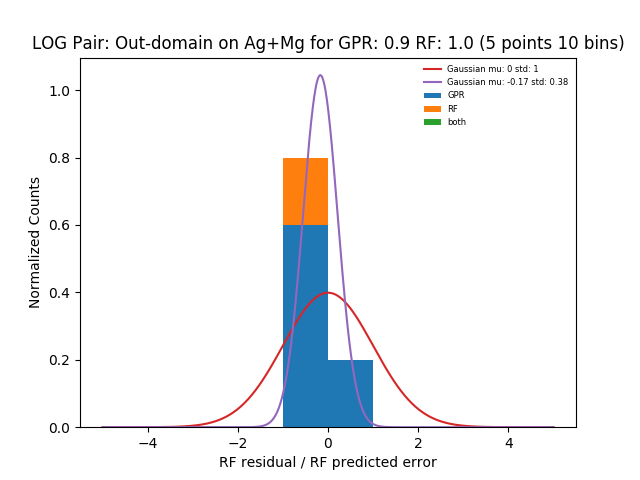 LOG Pair: Out-domain on Ag+Mg for GPR: 0.9 RF: 1.0 (5 points 10 bins)
Gaussian mu: 0 std: 1
Gaussian mu: -0.17 std: 0.38
GPR
RF
both
Normalized Counts
1.0
0.8
0.6
0.4
0.2
0.0
−4 −2 0 2 4
RF residual / RF predicted error